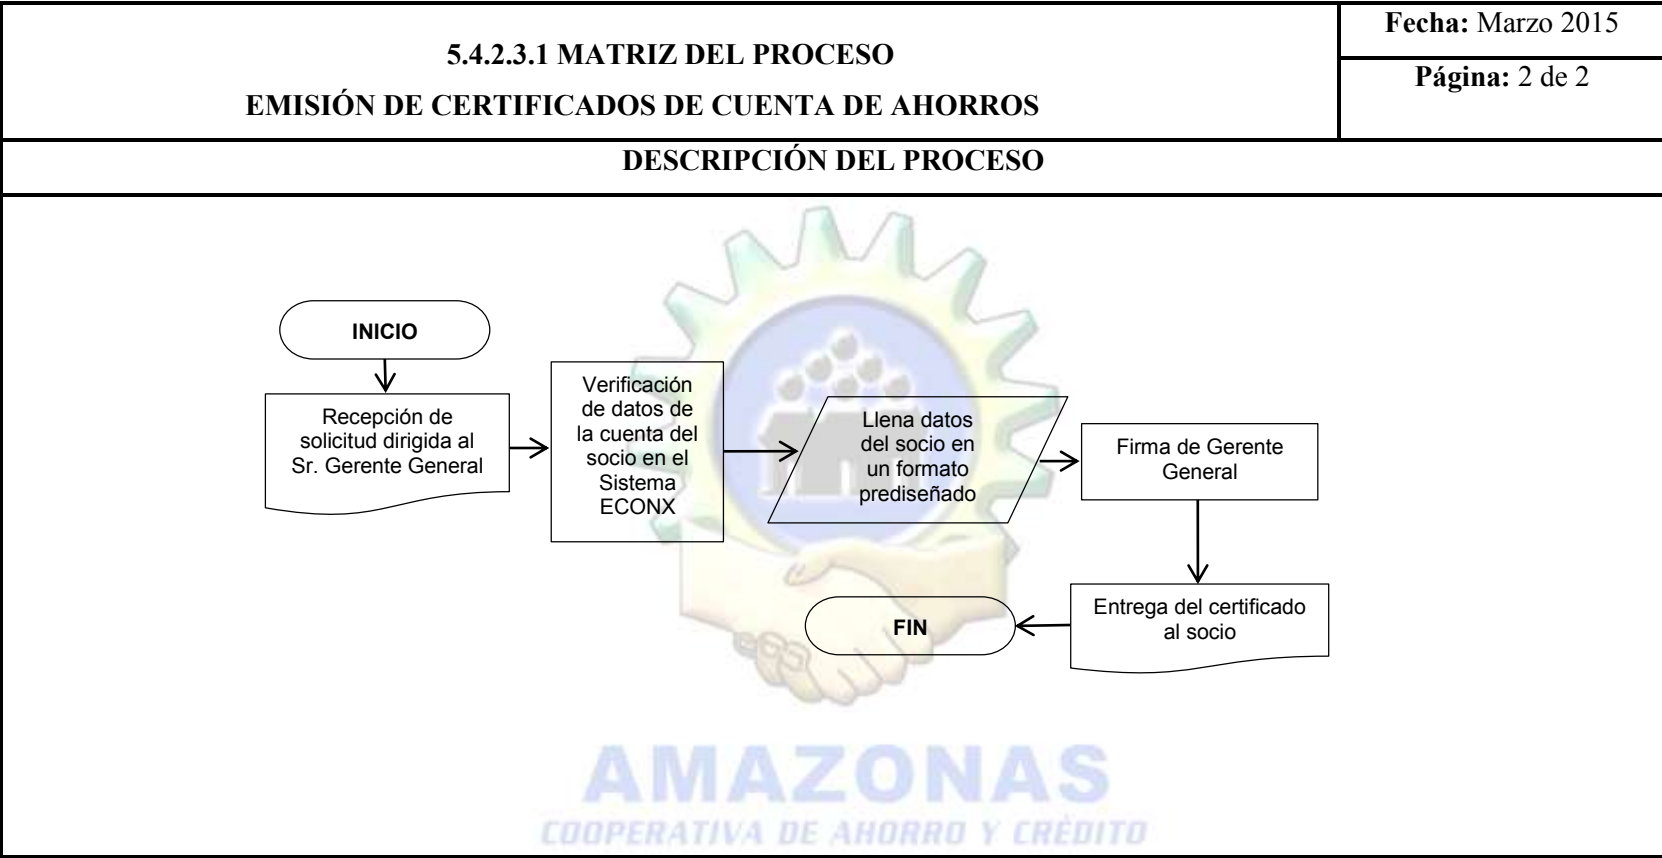 5.4.2.3.1 MATRIZ DEL PROCESO
EMISIÓN DE CERTIFICADOS DE CUENTA DE AHORROS
Fecha: Marzo 2015
Página: 2 de 2
DESCRIPCIÓN DEL PROCESO
INICIO
Recepción de
solicitud dirigida al
Sr. Gerente General
Verificación
de datos de
la cuenta del
socio en el
Sistema
ECONX
Llena datos
del socio en
un formato
prediseñado
Firma de Gerente
General
Entrega del certificado
al socio
FIN
AMAZONAS
COOPERATIVA DE AHORRO Y CRÈDITO